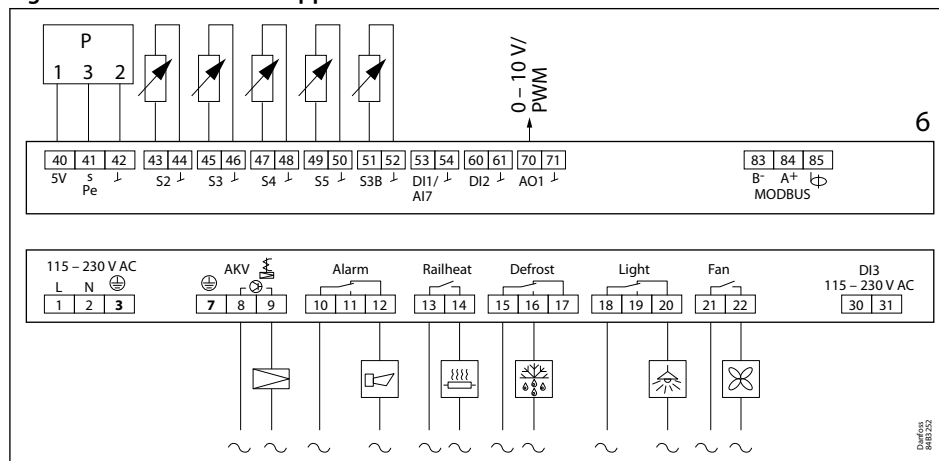 P
1 3 2
0 – 10 V/
PWM
6
40 41 42 43 44 45 46 47 48 49 50 51 52 53 54 60 61 70 71 83 84 85
5V s S2 S3 S4 S5 S3B DI1/ DI2 AO1 B- A+
Pe AI7 MODBUS
115 – 230 V AC AKV Alarm Railheat Defrost Light Fan DI3
L N 115 – 230 V AC
1 2 3 7 8 9 10 11 12 13 14 15 16 17 18 19 20 21 22 30 31
Danfoss
84B3252